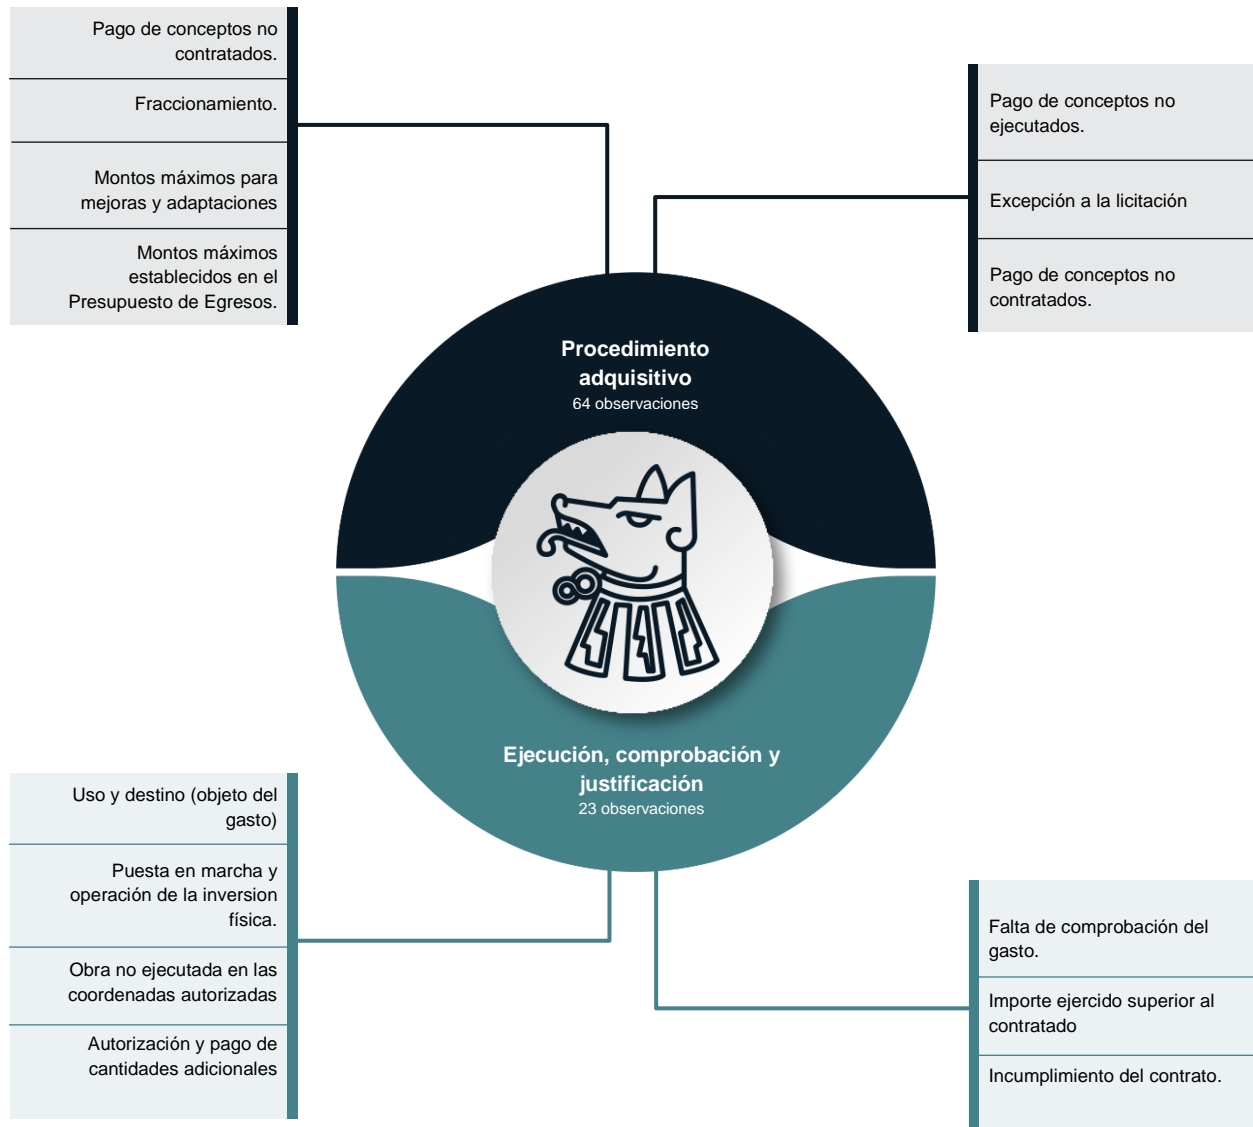 Pago de conceptos no
contratados.
Fraccionamiento.
Montos máximos para
mejoras y adaptaciones
Montos máximos
establecidos en el
Presupuesto de Egresos.
Pago de conceptos no
ejecutados.
Excepción a la licitación
Pago de conceptos no
contratados.
Procedimiento
adquisitivo
64 observaciones
Ejecución, comprobación y
justificación
23 observaciones
Uso y destino (objeto del
gasto)
Puesta en marcha y
operación de la inversion
física.
Obra no ejecutada en las
coordenadas autorizadas
Autorización y pago de
cantidades adicionales
Falta de comprobación del
gasto.
Importe ejercido superior al
contratado
Incumplimiento del contrato.